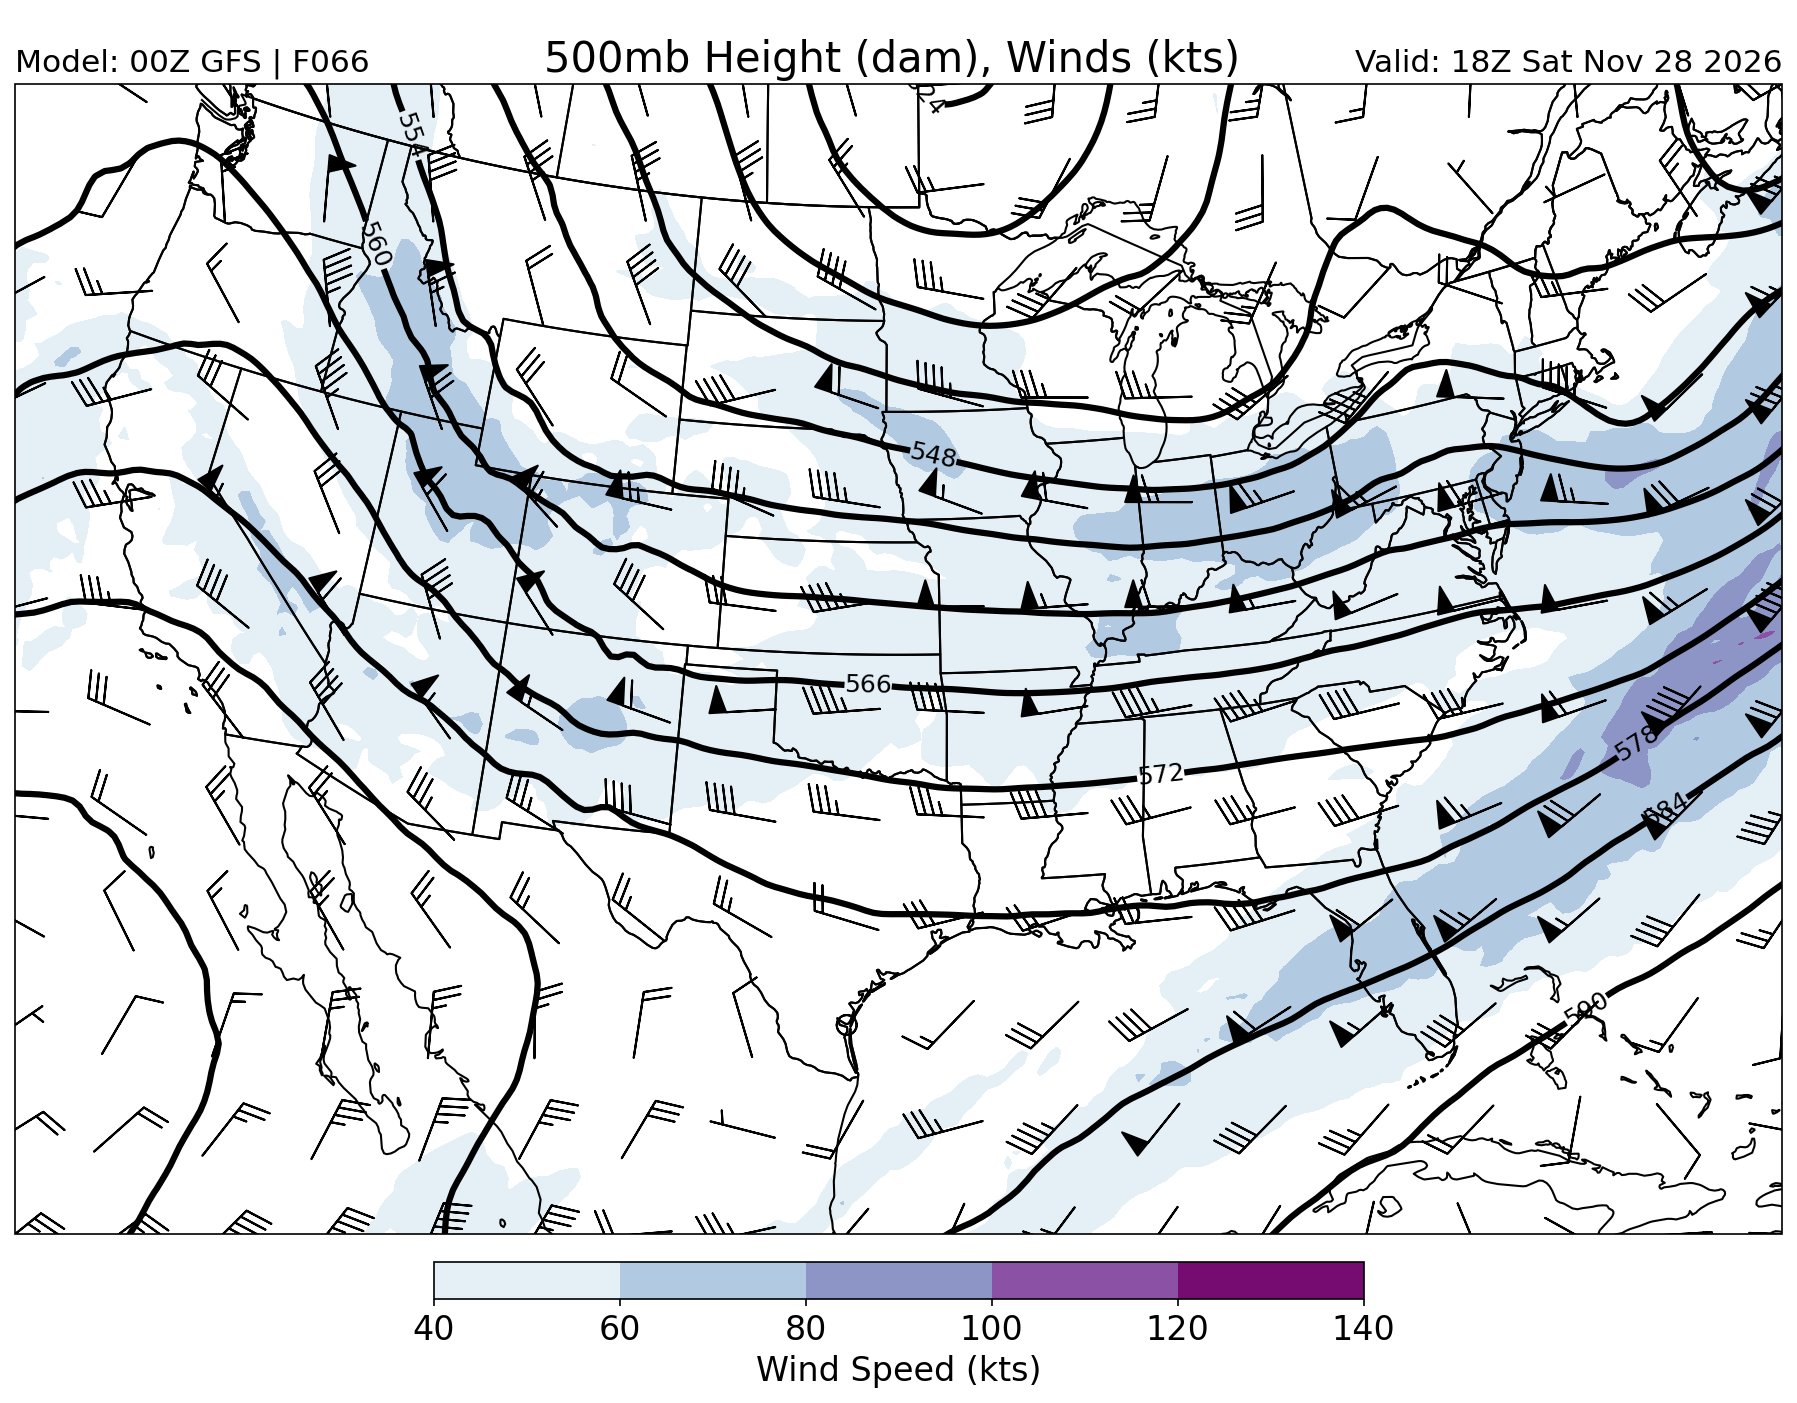 Model: 00Z GFS | F066
500mb Height (dam), Winds (kts)
Valid: 18Z Sat Nov 28 2026
554
560
548
566
572
578
584
590
40 60 80 100 120 140
Wind Speed (kts)